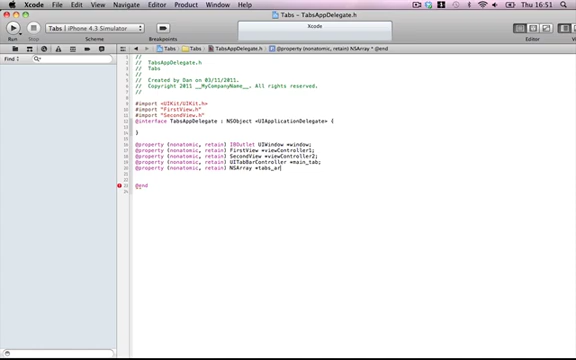 Xcode File Edit View Navigate Editor Product Window Help
Thu 16:51
Tabs – TabsAppDelegate.h
Tabs | iPhone 4.3 Simulator
Xcode
Run Stop Scheme Breakpoints Editor
Tabs Tabs TabsAppDelegate.h @property (nonatomic, retain) NSArray * @end
Find
//
// TabsAppDelegate.h
// Tabs
//
// Created by Dan on 03/11/2011.
// Copyright 2011 __MyCompanyName__. All rights reserved.
//
#import <UIKit/UIKit.h>
#import "FirstView.h"
#import "SecondView.h"
@interface TabsAppDelegate : NSObject <UIApplicationDelegate> {
}
@property (nonatomic, retain) IBOutlet UIWindow *window;
@property (nonatomic, retain) FirstView *viewController1;
@property (nonatomic, retain) SecondView *viewController2;
@property (nonatomic, retain) UITabBarController *main_tab;
@property (nonatomic, retain) NSArray *tabs_ar
@end